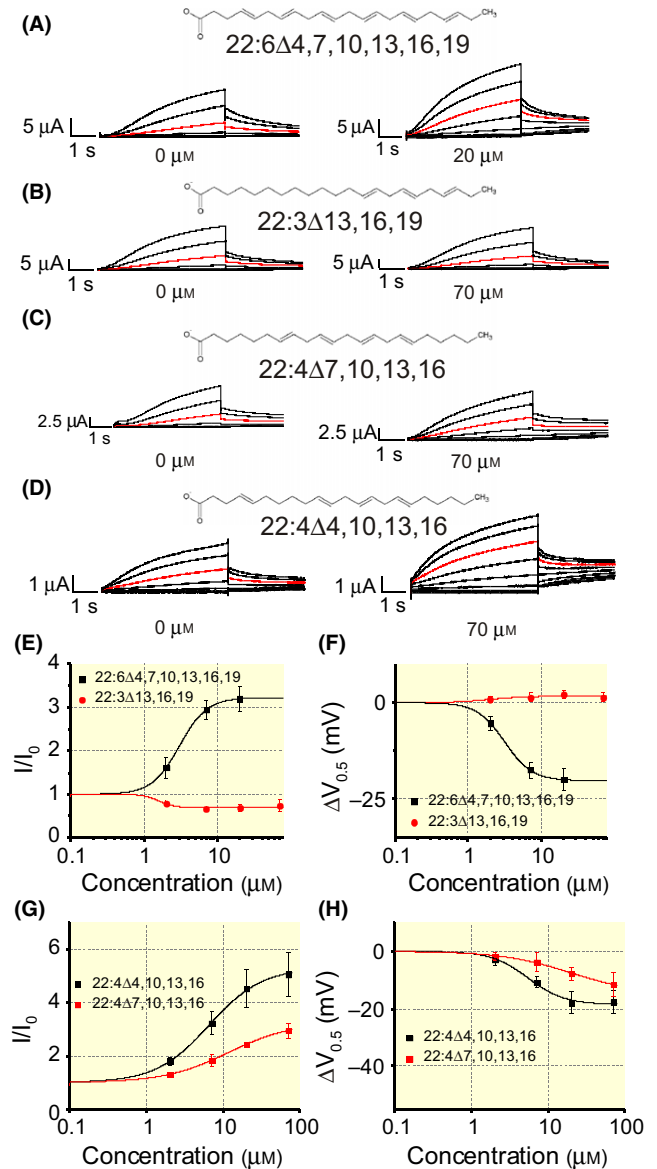 (A)
O⁻
O
CH₃
22:6Δ4,7,10,13,16,19
5 µA
1 s
0 µM
5 µA
1 s
20 µM
(B)
O⁻
O
CH₃
22:3Δ13,16,19
5 µA
1 s
0 µM
5 µA
1 s
70 µM
(C)
O⁻
O
CH₃
22:4Δ7,10,13,16
2.5 µA
1 s
0 µM
2.5 µA
1 s
70 µM
(D)
O⁻
O
CH₃
22:4Δ4,10,13,16
1 µA
1 s
0 µM
1 µA
1 s
70 µM
(E)
I/I₀
4
3
2
1
0
22:6Δ4,7,10,13,16,19
22:3Δ13,16,19
0.1 1 10
Concentration (µM)
(F)
ΔV₀.₅ (mV)
0
−25
22:6Δ4,7,10,13,16,19
22:3Δ13,16,19
0.1 1 10
Concentration (µM)
(G)
I/I₀
6
4
2
0
22:4Δ4,10,13,16
22:4Δ7,10,13,16
0.1 1 10 100
Concentration (µM)
(H)
ΔV₀.₅ (mV)
0
−20
−40
22:4Δ4,10,13,16
22:4Δ7,10,13,16
0.1 1 10 100
Concentration (µM)